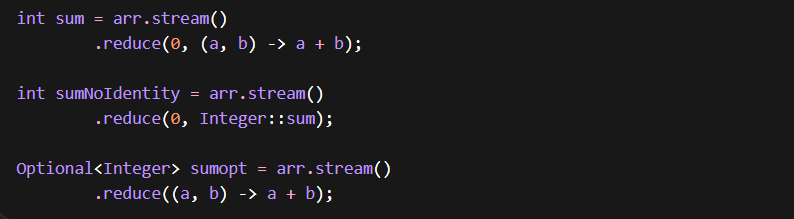 int sum = arr.stream()
        .reduce(0, (a, b) -> a + b);

int sumNoIdentity = arr.stream()
        .reduce(0, Integer::sum);

Optional<Integer> sumopt = arr.stream()
        .reduce((a, b) -> a + b);